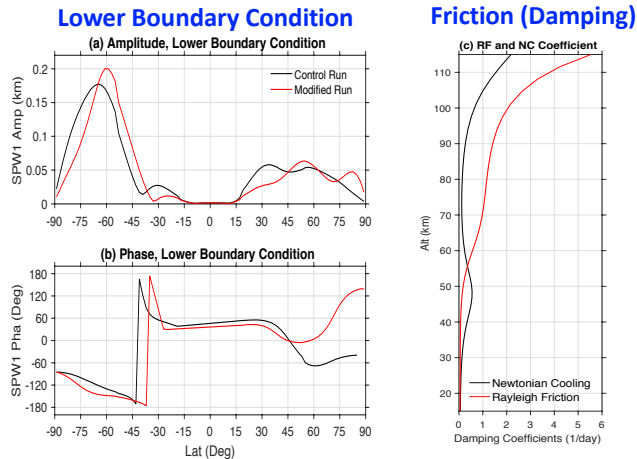 Lower Boundary Condition
(a) Amplitude, Lower Boundary Condition
SPW1 Amp (km)
0.2
0.15
0.1
0.05
0
Control Run
Modified Run
-90 -75 -60 -45 -30 -15 0 15 30 45 60 75 90
(b) Phase, Lower Boundary Condition
SPW1 Pha (Deg)
180
120
60
0
-60
-120
-180
-90 -75 -60 -45 -30 -15 0 15 30 45 60 75 90
Lat (Deg)
Friction (Damping)
(c) RF and NC Coefficient
Alt (km)
110
100
90
80
70
60
50
40
30
20
Newtonian Cooling
Rayleigh Friction
0 1 2 3 4 5 6
Damping Coefficients (1/day)